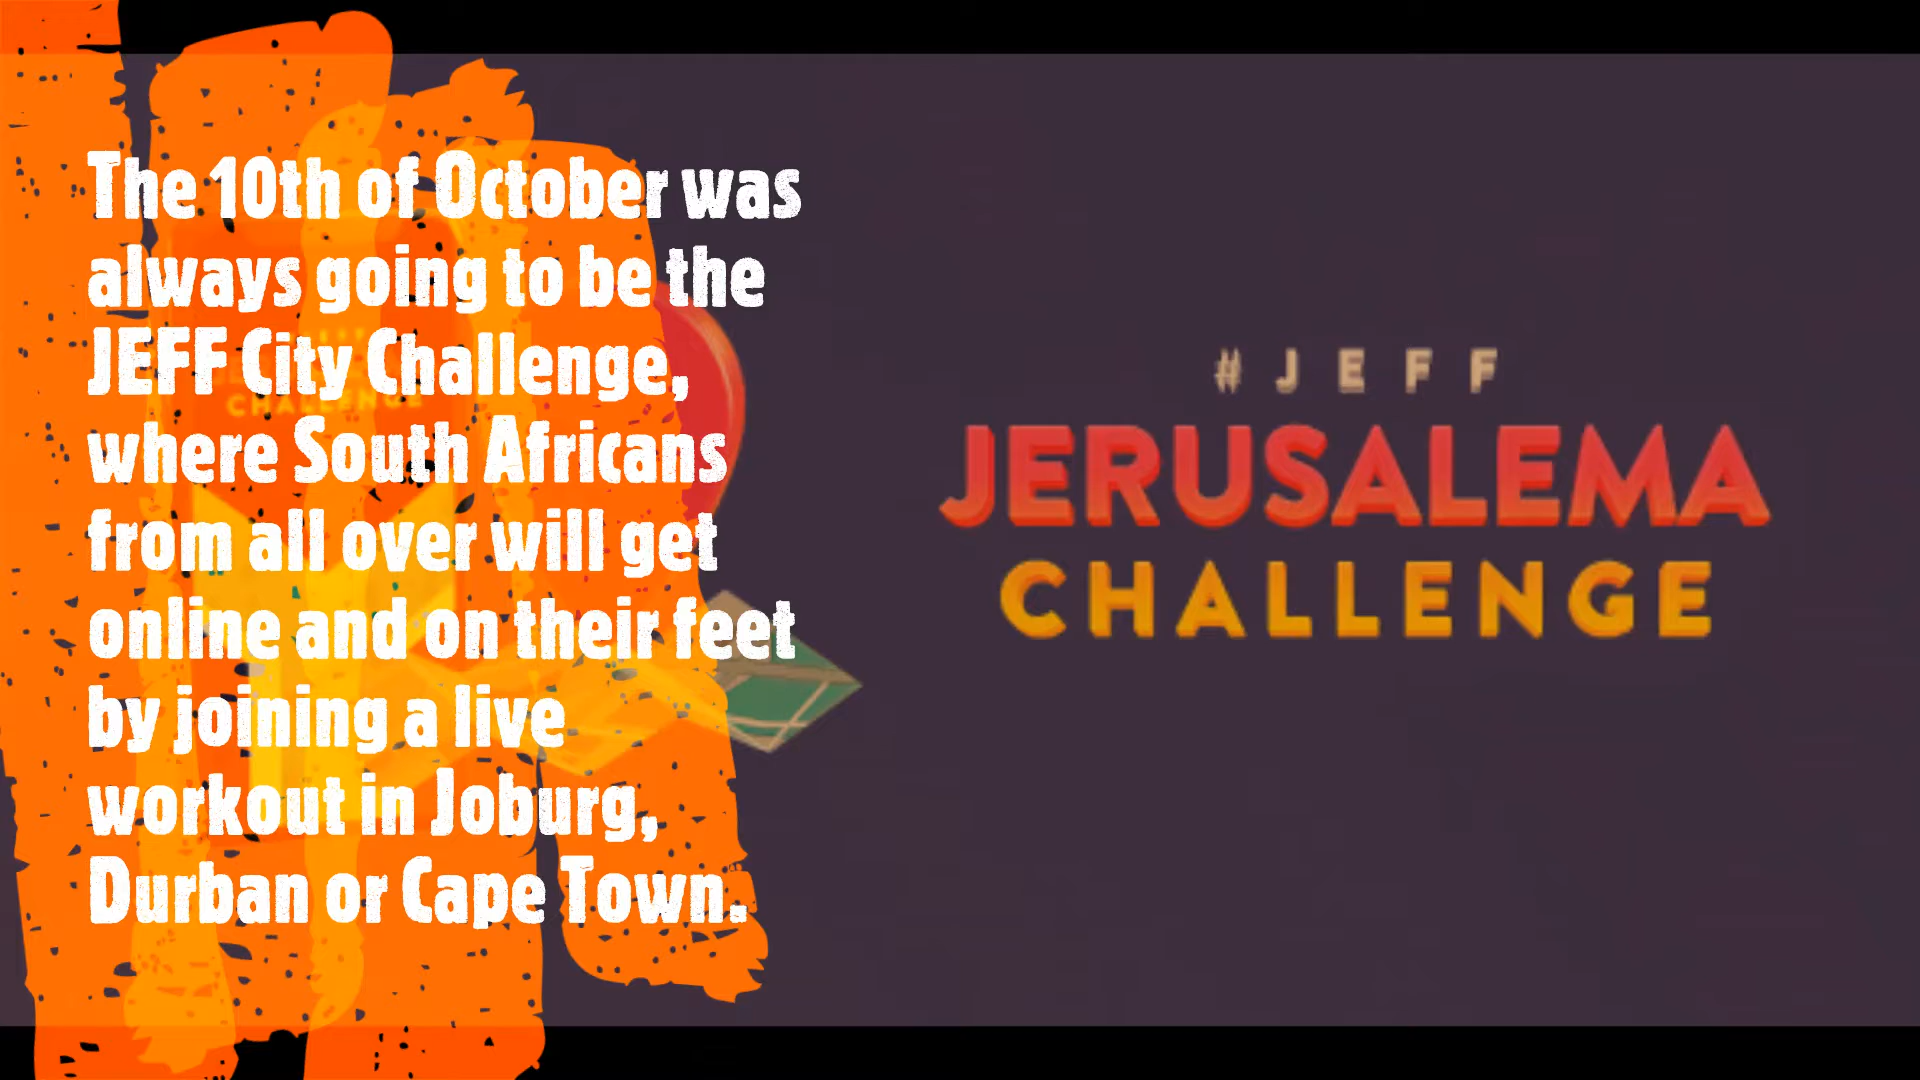 The 10th of October was
always going to be the
JEFF City Challenge,
where South Africans
from all over will get
online and on their feet
by joining a live
workout in Joburg,
Durban or Cape Town.
CHALLENGE
#JEFF
JERUSALEMA
CHALLENGE